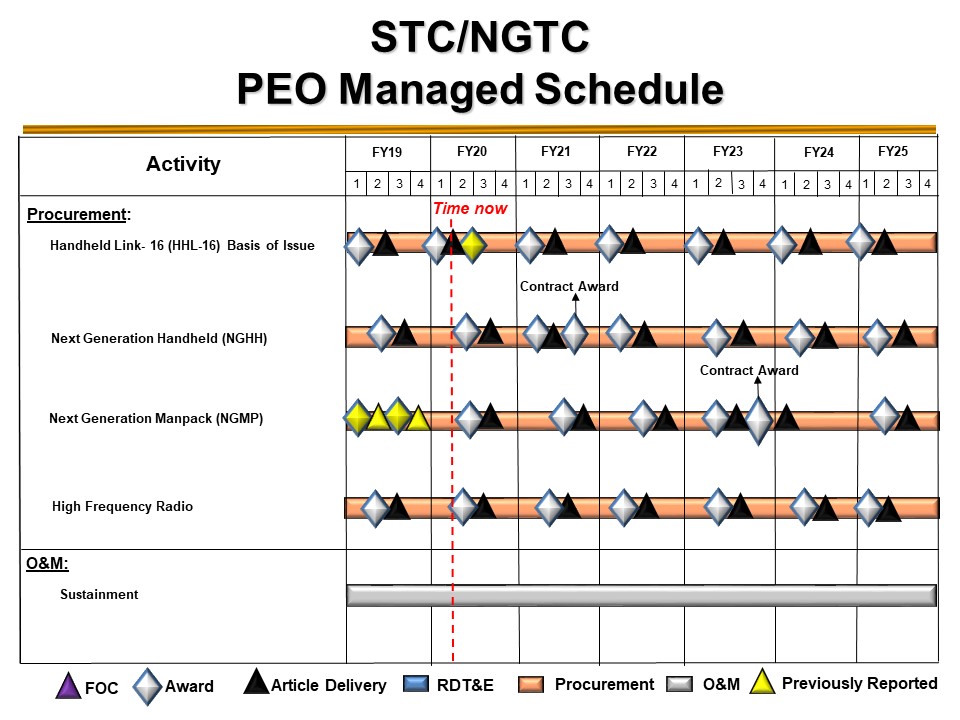 STC/NGTC
PEO Managed Schedule
Activity
FY19 FY20 FY21 FY22 FY23 FY24 FY25
1 2 3 4 1 2 3 4 1 2 3 4 1 2 3 4 1 2 3 4 1 2 3 4 1 2 3 4
Procurement:
Time now
Handheld Link- 16 (HHL-16) Basis of Issue
Contract Award
Next Generation Handheld (NGHH)
Contract Award
Next Generation Manpack (NGMP)
High Frequency Radio
O&M:
Sustainment
FOC Award Article Delivery RDT&E Procurement O&M Previously Reported